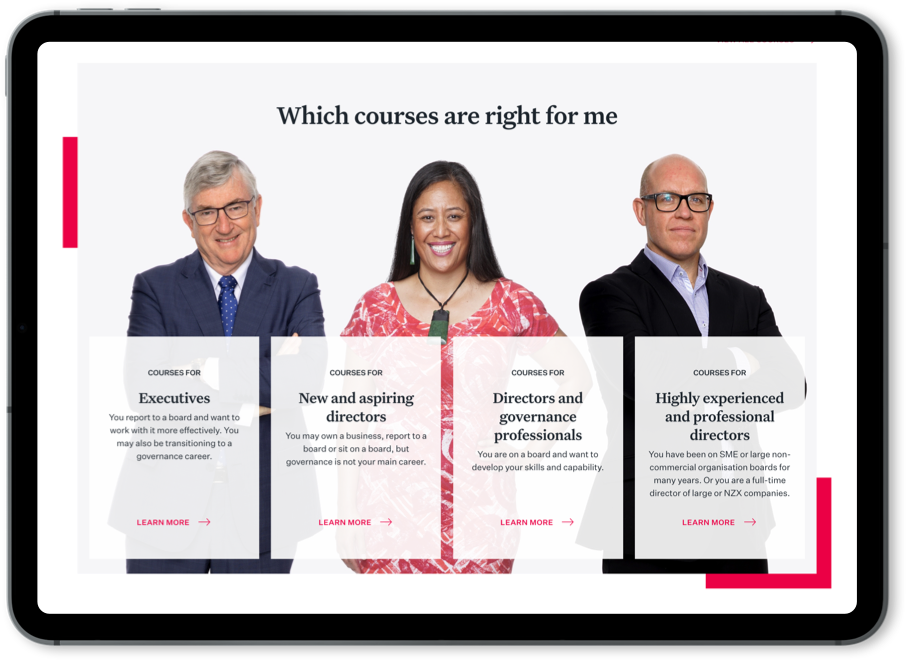 Which courses are right for me
COURSES FOR
Executives
You report to a board and want to
work with it more effectively. You
may also be transitioning to a
governance career.
LEARN MORE
COURSES FOR
New and aspiring
directors
You may own a business, report to a
board or sit on a board, but
governance is not your main career.
LEARN MORE
COURSES FOR
Directors and
governance
professionals
You are on a board and want to
develop your skills and capability.
LEARN MORE
COURSES FOR
Highly experienced
and professional
directors
You have been on SME or large non-
commercial organisation boards for
many years. Or you are a full-time
director of large or NZX companies.
LEARN MORE